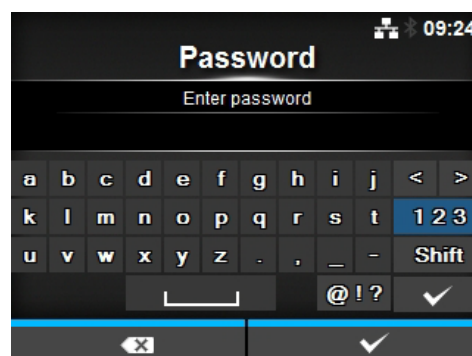 09:24
Password
Enter password
a b c d e f g h i j < >
k l m n o p q r s t 123
u v w x y z . , _ - Shift
@!?